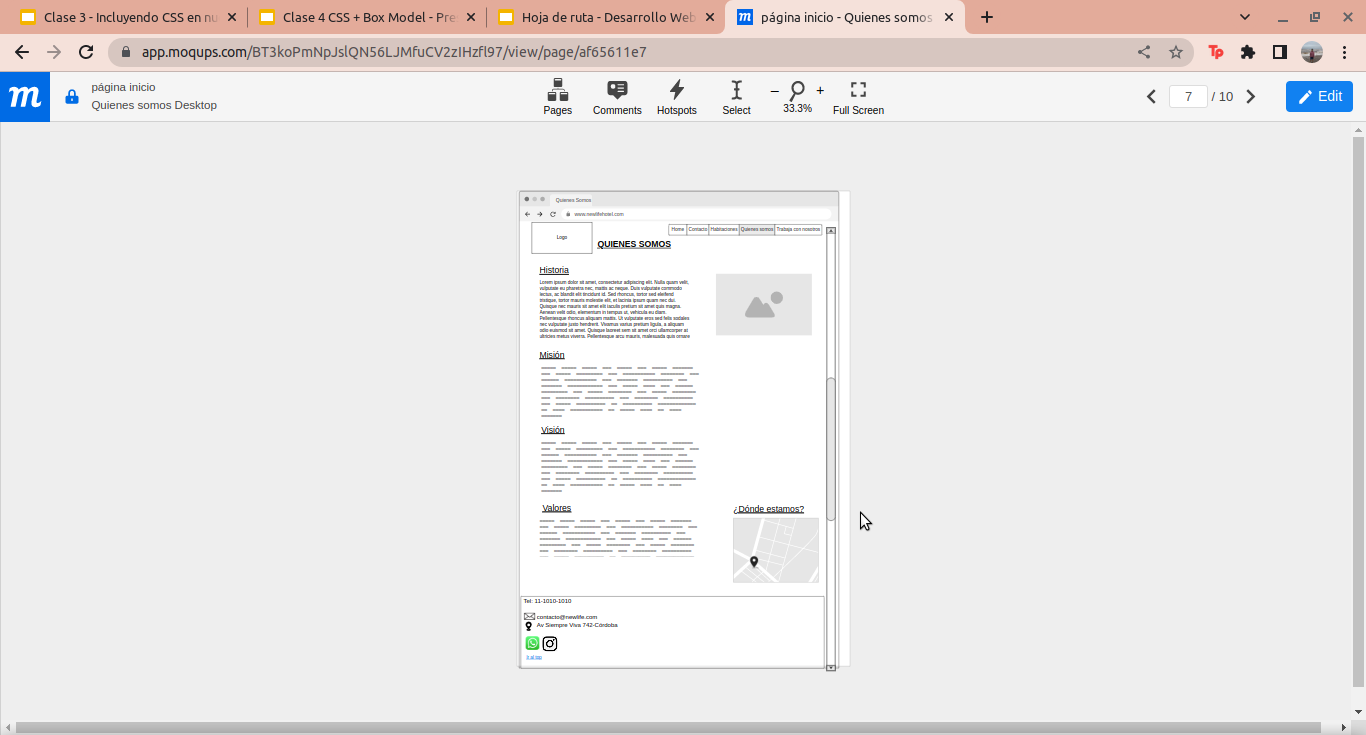 Clase 3 - Incluyendo CSS en nu
Clase 4 CSS + Box Model - Pre
Hoja de ruta - Desarrollo Web
página inicio - Quienes somos
app.moqups.com/BT3koPmNpJslQN56LJMfuCV2zIHzfl97/view/page/af65611e7
página inicio
Quienes somos Desktop
Pages
Comments
Hotspots
Select
33.3%
Full Screen
7 / 10
Edit
Quienes Somos
www.newlifehotel.com
Logo
Home Contacto Habitaciones Quienes somos Trabaja con nosotros
QUIENES SOMOS
Historia
Lorem ipsum dolor sit amet, consectetur adipiscing elit. Nulla quam velit,
vulputate eu pharetra nec, mattis ac neque. Duis vulputate commodo
lectus, ac blandit elit tincidunt id. Sed rhoncus, tortor sed eleifend
tristique, tortor mauris molestie elit, et lacinia ipsum quam nec dui.
Quisque nec mauris sit amet elit iaculis pretium sit amet quis magna.
Aenean velit odio, elementum in tempus ut, vehicula eu diam.
Pellentesque rhoncus aliquam mattis. Ut vulputate eros sed felis sodales
nec vulputate justo hendrerit. Vivamus varius pretium ligula, a aliquam
odio euismod sit amet. Quisque laoreet sem sit amet orci ullamcorper at
ultricies metus viverra. Pellentesque arcu mauris, malesuada quis ornare
Misión
Visión
Valores
¿Dónde estamos?
Tel: 11-1010-1010
contacto@newlife.com
Av Siempre Viva 742-Córdoba